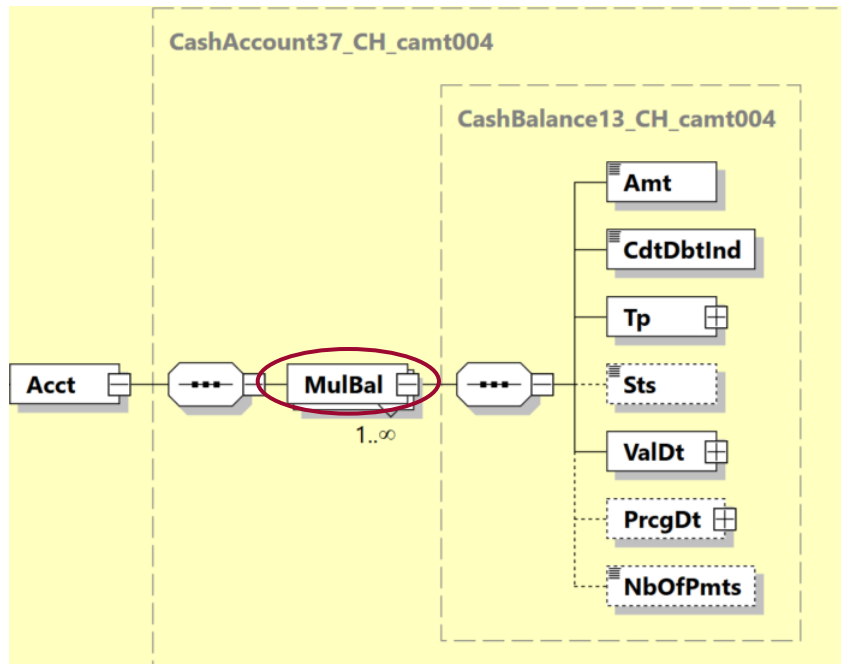 CashAccount37_CH_camt004
CashBalance13_CH_camt004
Amt
CdtDbtInd
Tp
Acct
MulBal
1..∞
Sts
ValDt
PrcgDt
NbOfPmts